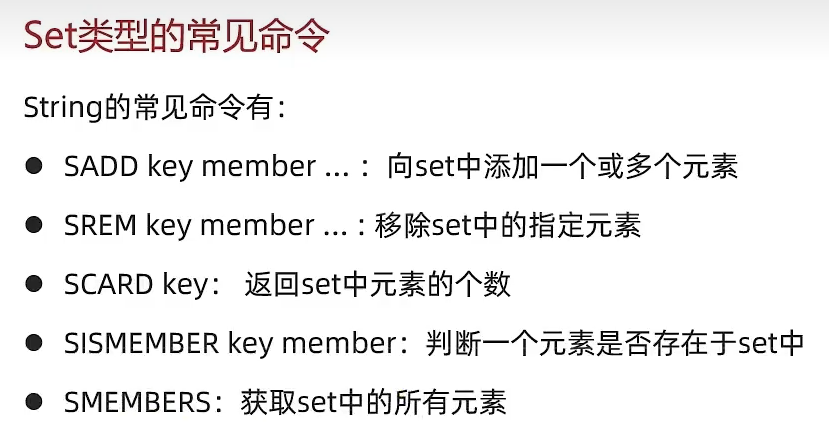 Set类型的常见命令
String的常见命令有：
● SADD key member ... ：向set中添加一个或多个元素
● SREM key member ... : 移除set中的指定元素
● SCARD key： 返回set中元素的个数
● SISMEMBER key member：判断一个元素是否存在于set中
● SMEMBERS：获取set中的所有元素